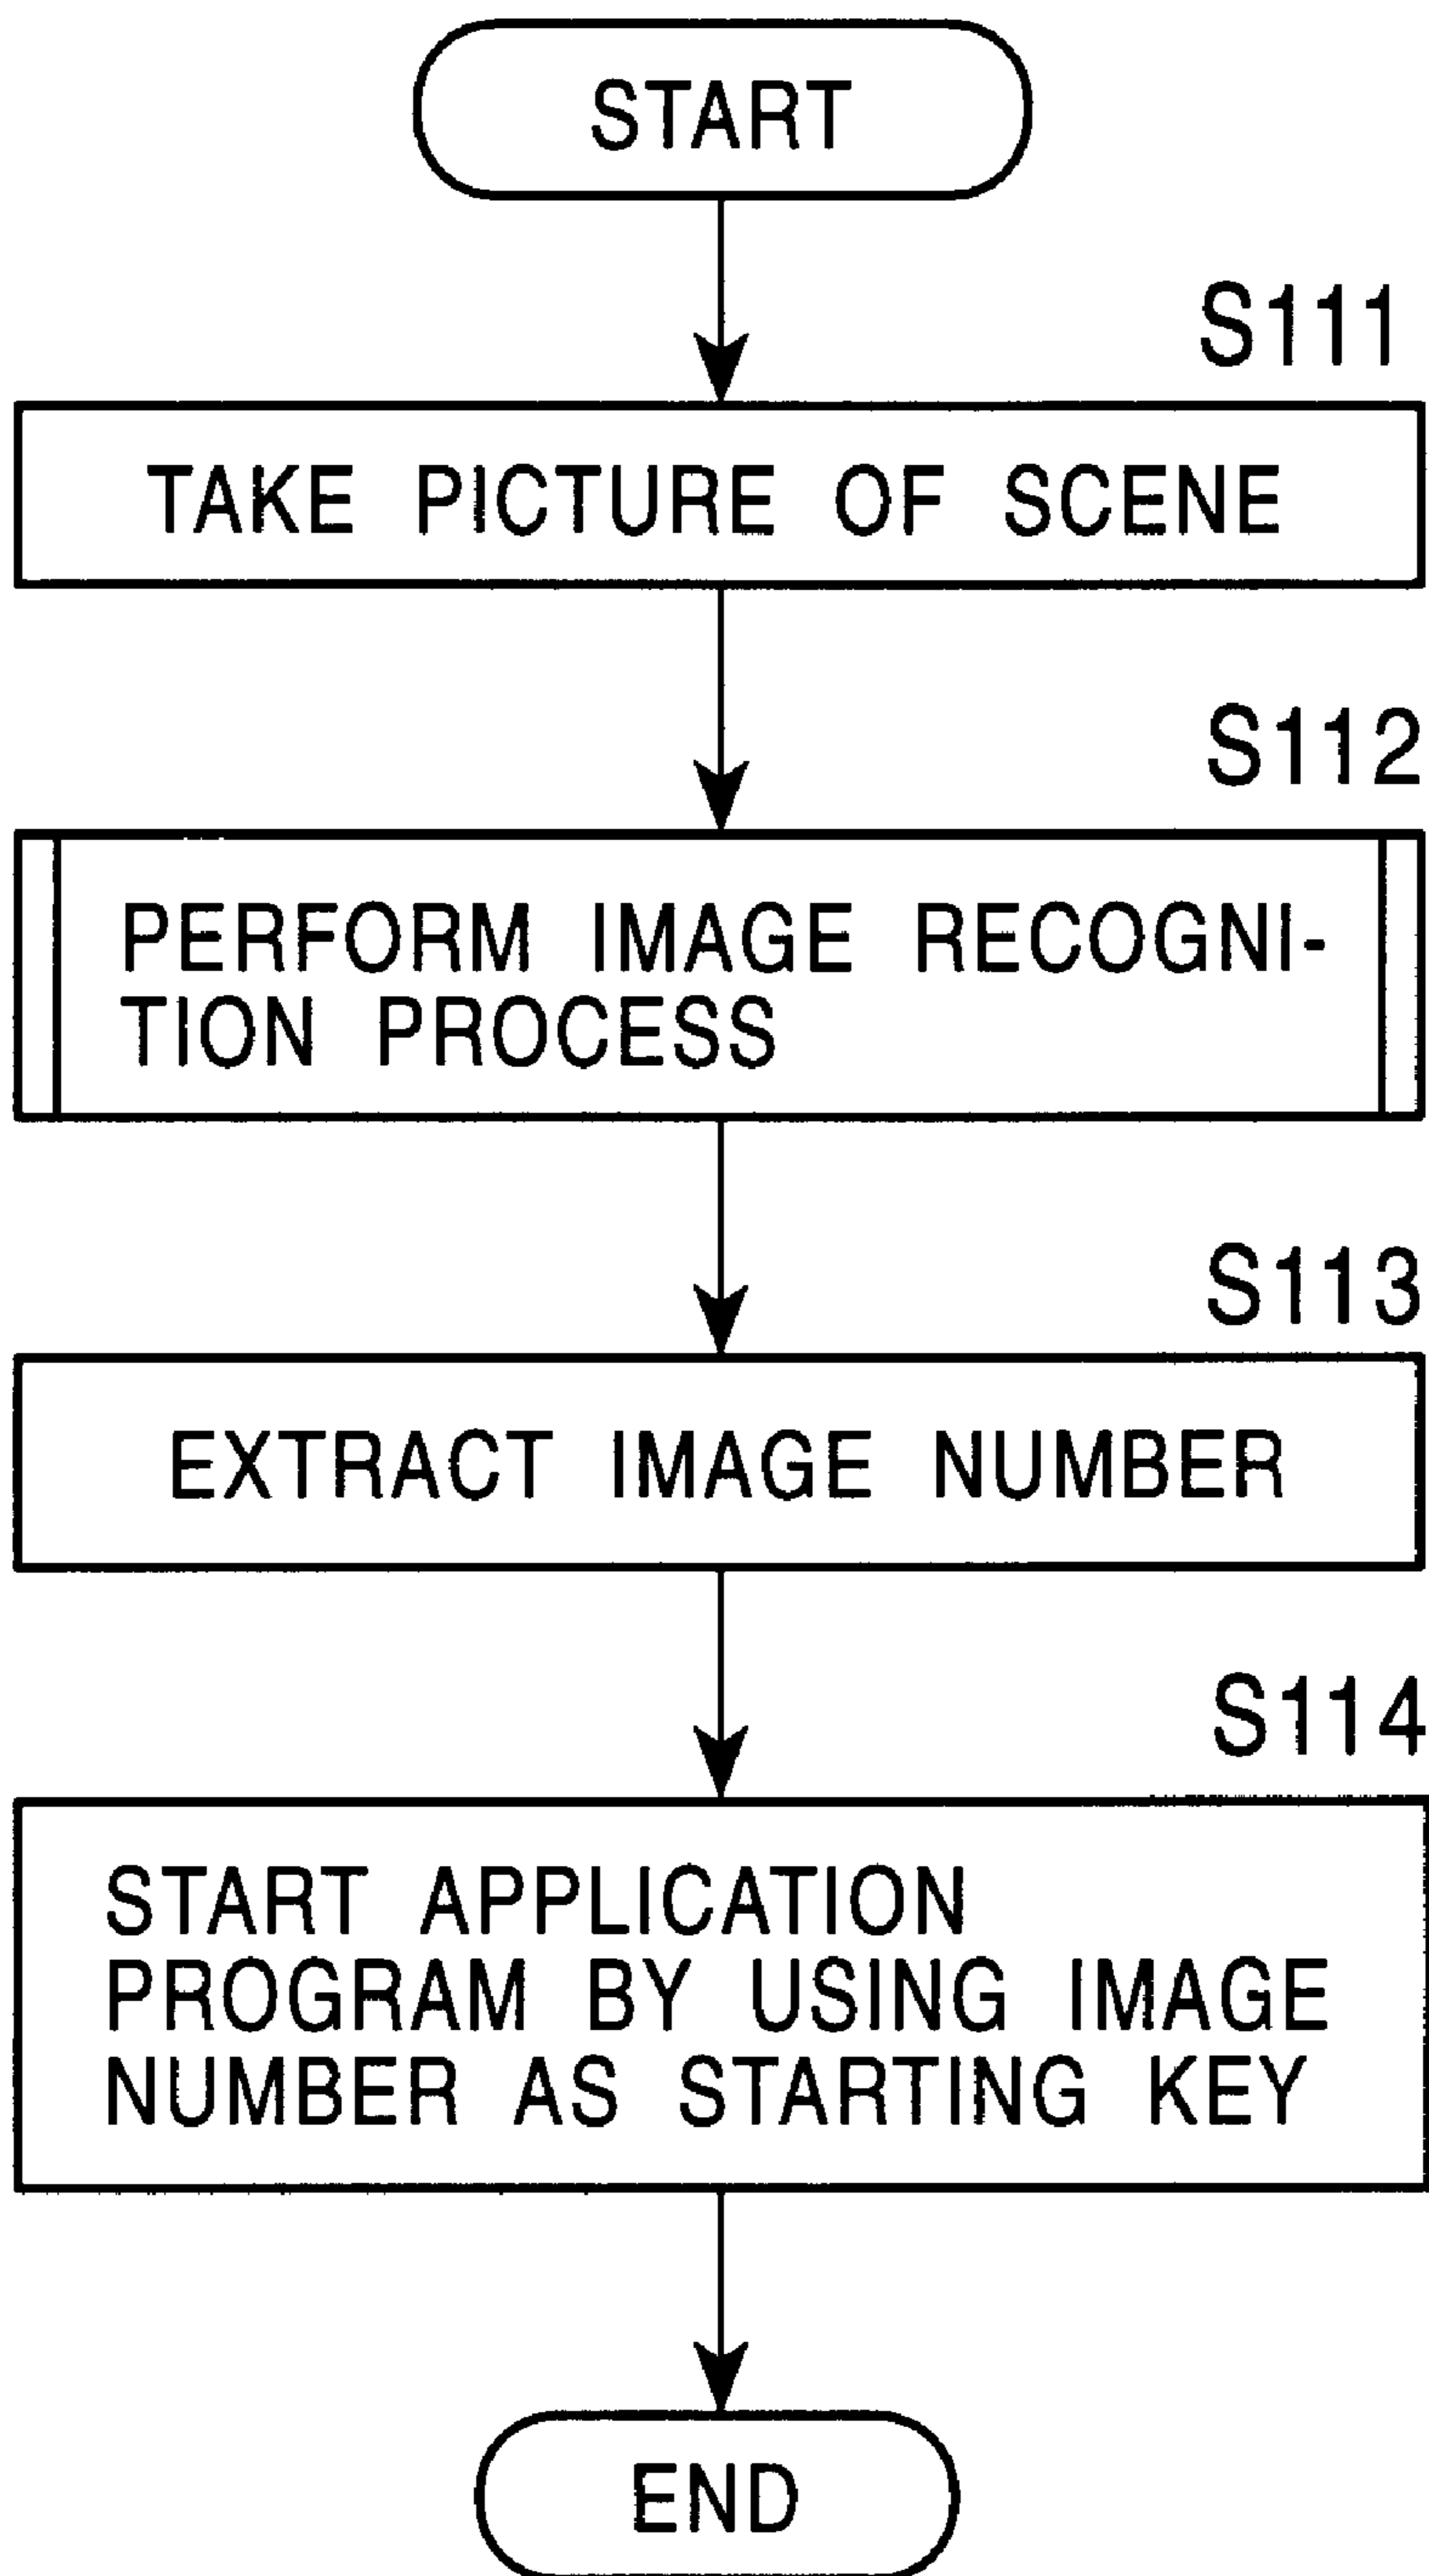 START
S111
TAKE PICTURE OF SCENE
S112
PERFORM IMAGE RECOGNI-
TION PROCESS
S113
EXTRACT IMAGE NUMBER
S114
START APPLICATION
PROGRAM BY USING IMAGE
NUMBER AS STARTING KEY
END